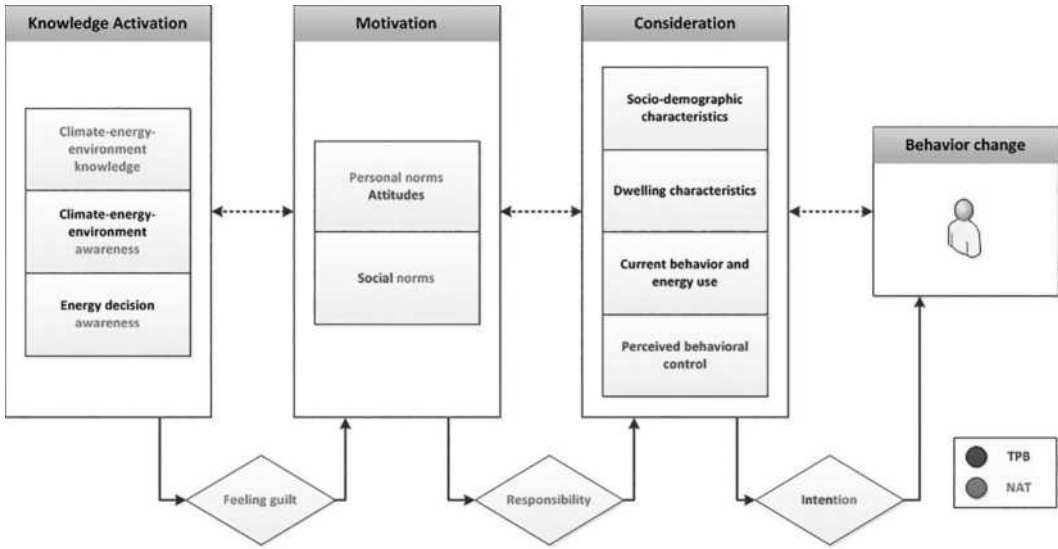 Knowledge Activation
Climate-energy-
environment
knowledge
Climate-energy-
environment
awareness
Energy decision
awareness
Motivation
Personal norms
Attitudes
Social norms
Consideration
Socio-demographic
characteristics
Dwelling characteristics
Current behavior and
energy use
Perceived behavioral
control
Behavior change
Feeling guilt
Responsibility
Intention
TPB
NAT